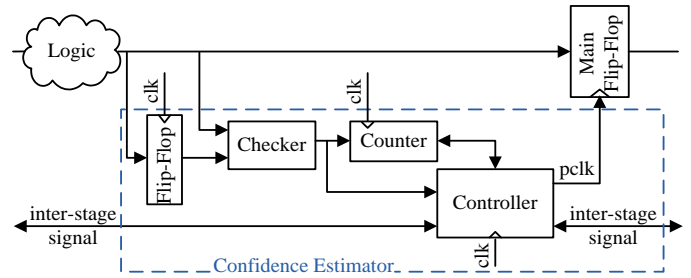 Logic
Main
Flip-Flop
clk
clk
Flip-Flop
Checker
Counter
pclk
Controller
inter-stage
signal
inter-stage
signal
clk
Confidence Estimator